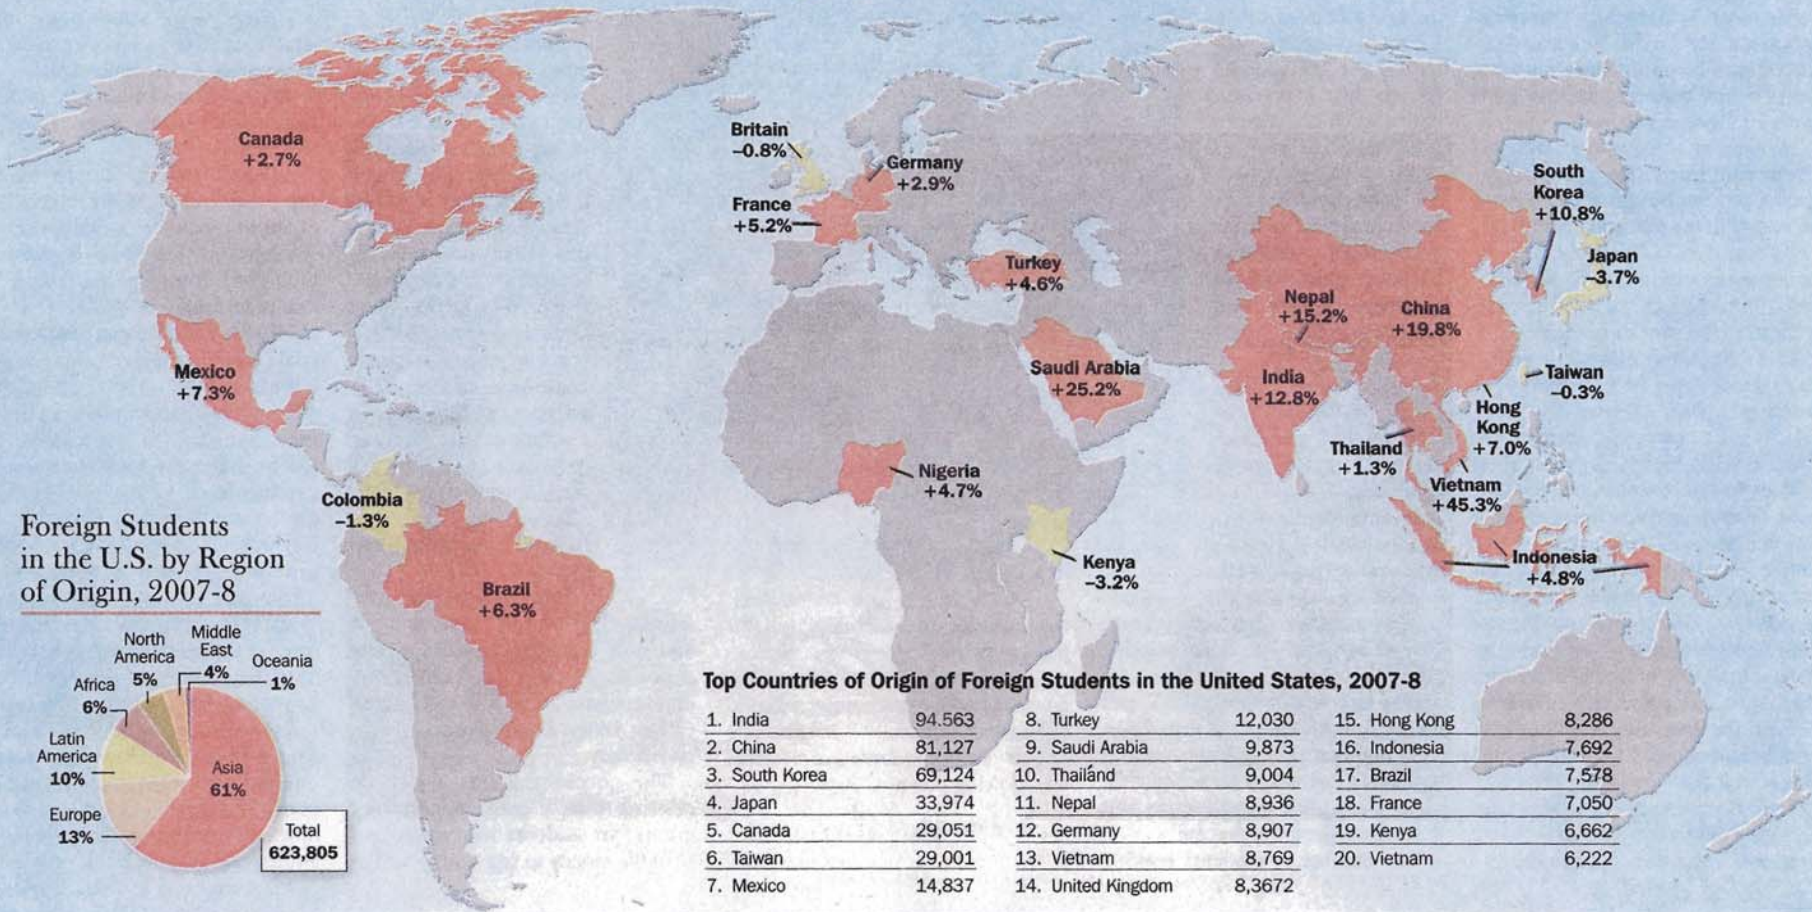 Canada
+2.7%
Mexico
+7.3%
Colombia
–1.3%
Brazil
+6.3%
Britain
–0.8%
Germany
+2.9%
France
+5.2%
Turkey
+4.6%
Saudi Arabia
+25.2%
Nigeria
+4.7%
Kenya
–3.2%
Nepal
+15.2%
China
+19.8%
India
+12.8%
South
Korea
+10.8%
Japan
–3.7%
Taiwan
–0.3%
Hong
Kong
+7.0%
Thailand
+1.3%
Vietnam
+45.3%
Indonesia
+4.8%
Foreign Students
in the U.S. by Region
of Origin, 2007-8
North
America
5%
Middle
East
4%
Oceania
1%
Africa
6%
Latin
America
10%
Europe
13%
Asia
61%
Total
623,805
Top Countries of Origin of Foreign Students in the United States, 2007-8
1. India 94.563
2. China 81,127
3. South Korea 69,124
4. Japan 33,974
5. Canada 29,051
6. Taiwan 29,001
7. Mexico 14,837
8. Turkey 12,030
9. Saudi Arabia 9,873
10. Thailánd 9,004
11. Nepal 8,936
12. Germany 8,907
13. Vietnam 8,769
14. United Kingdom 8,3672
15. Hong Kong 8,286
16. Indonesia 7,692
17. Brazil 7,578
18. France 7,050
19. Kenya 6,662
20. Vietnam 6,222